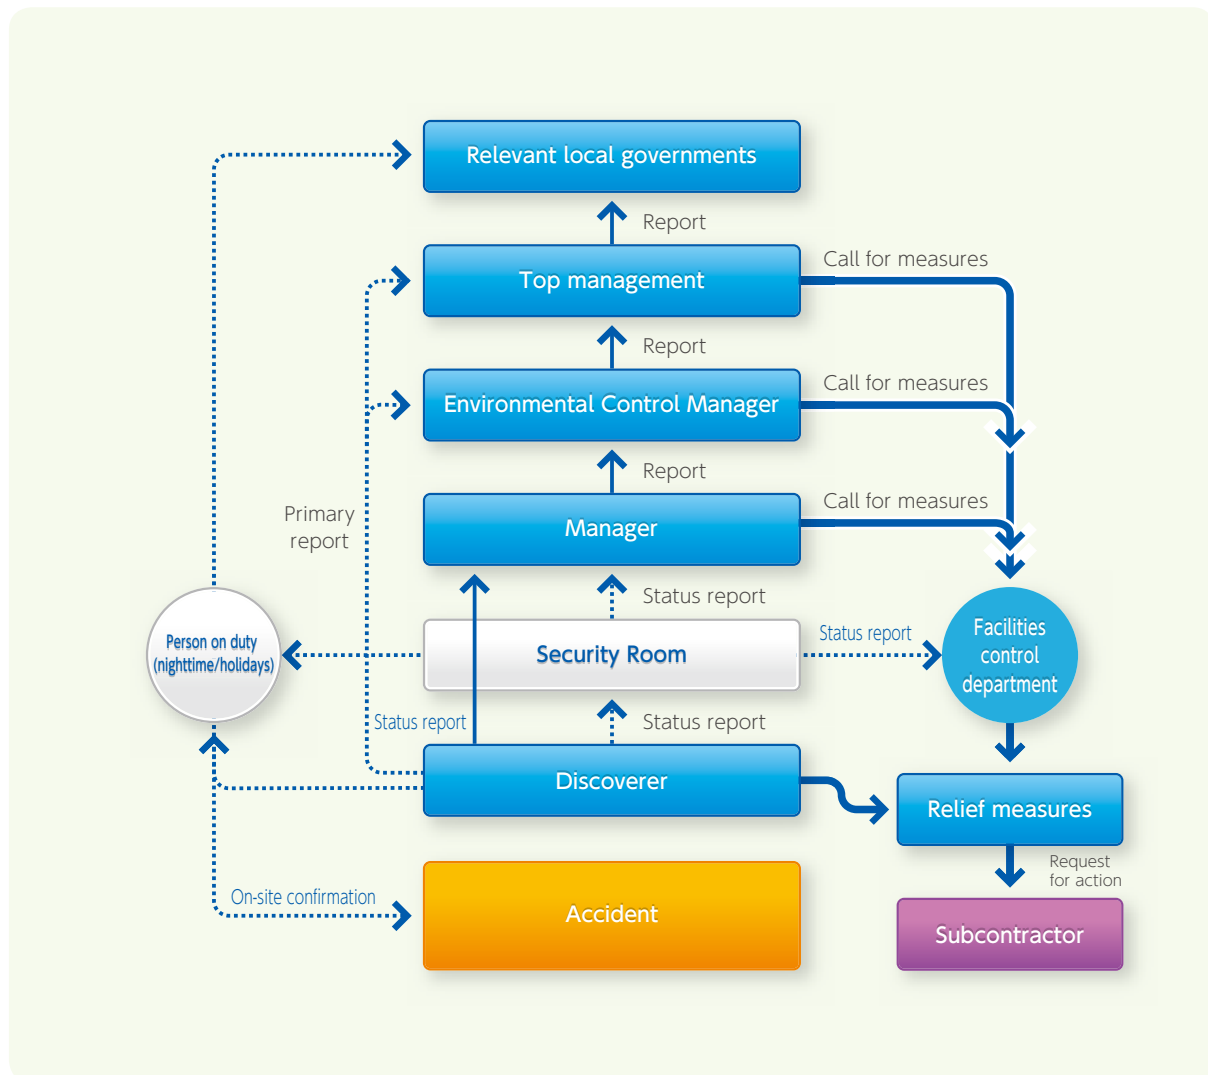 Relevant local governments
Report
Top management
Call for measures
Report
Environmental Control Manager
Call for measures
Report
Manager
Call for measures
Primary
report
Status report
Person on duty
(nighttime/holidays)
Security Room
Status report
Facilities
control
department
Status report
Status report
Discoverer
Relief measures
Request
for action
On-site confirmation
Accident
Subcontractor